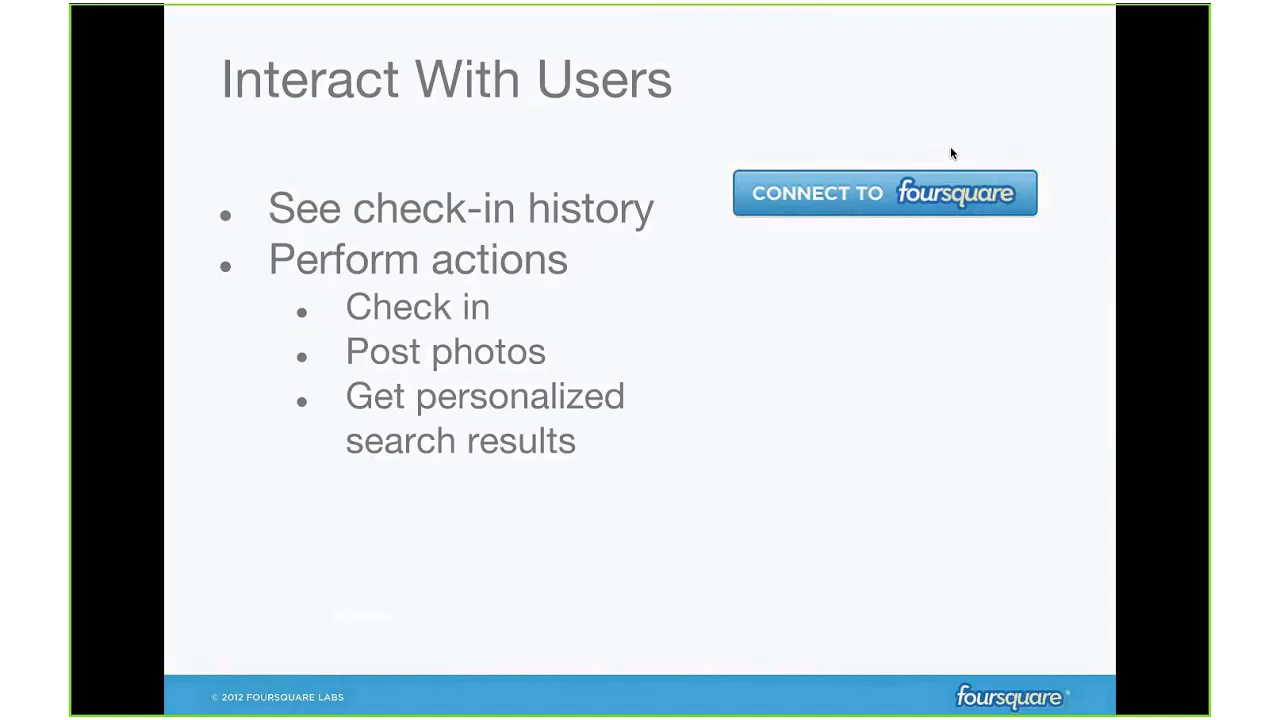 Interact With Users
CONNECT TO foursquare
• See check-in history
• Perform actions
• Check in
• Post photos
• Get personalized
search results
© 2012 FOURSQUARE LABS
foursquare®